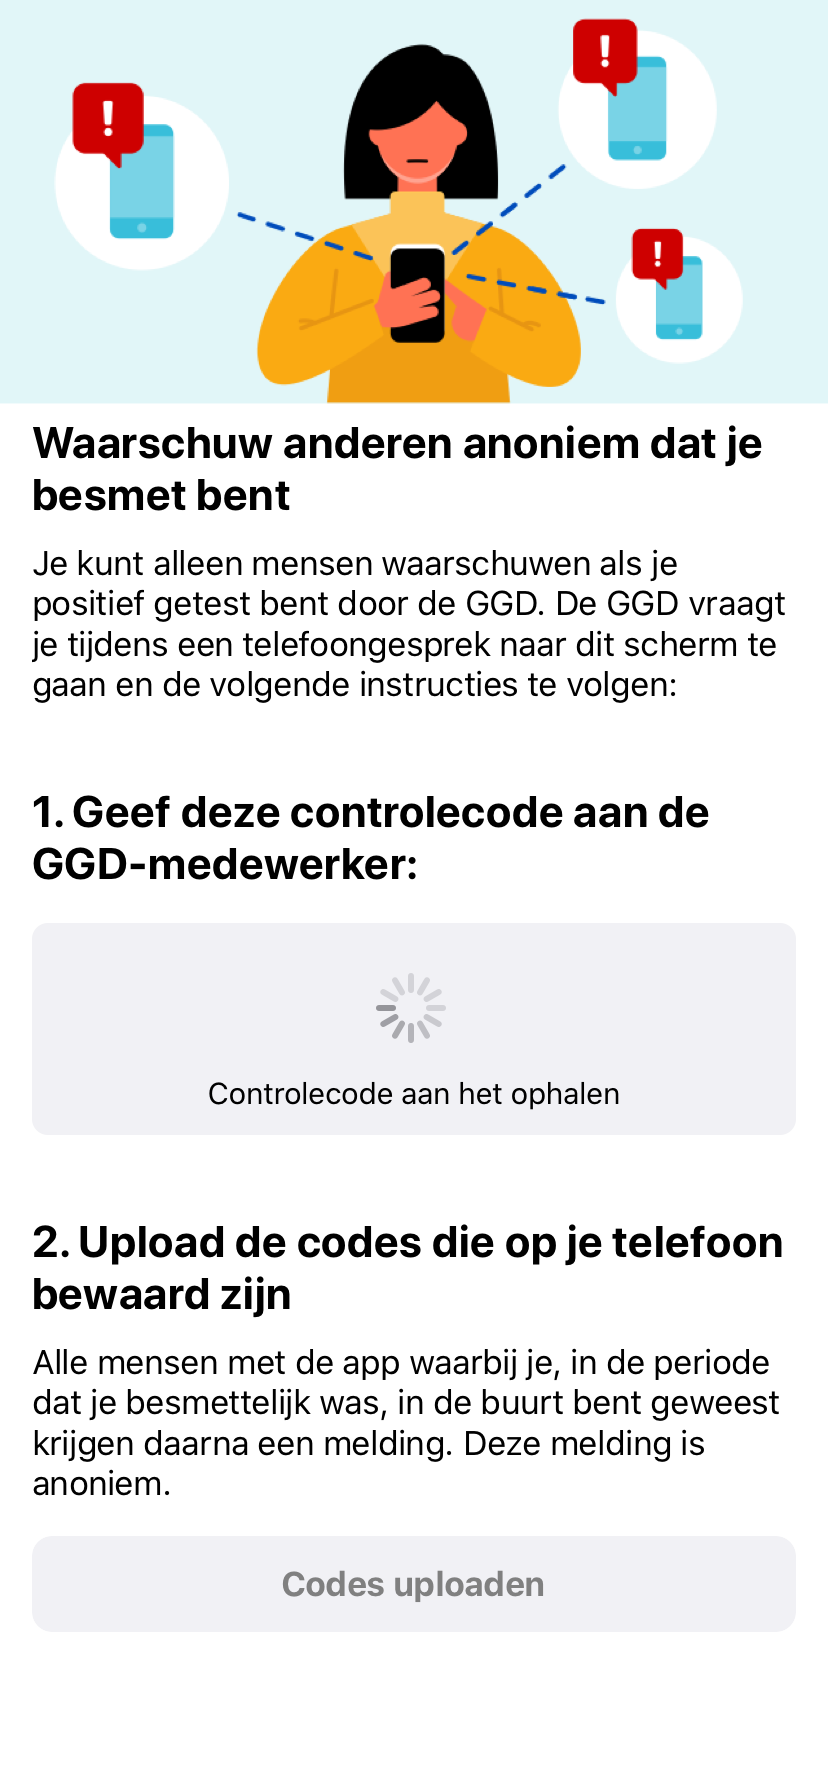 Waarschuw anderen anoniem dat je
besmet bent
Je kunt alleen mensen waarschuwen als je
positief getest bent door de GGD. De GGD vraagt
je tijdens een telefoongesprek naar dit scherm te
gaan en de volgende instructies te volgen:
1. Geef deze controlecode aan de
GGD-medewerker:
Controlecode aan het ophalen
2. Upload de codes die op je telefoon
bewaard zijn
Alle mensen met de app waarbij je, in de periode
dat je besmettelijk was, in de buurt bent geweest
krijgen daarna een melding. Deze melding is
anoniem.
Codes uploaden